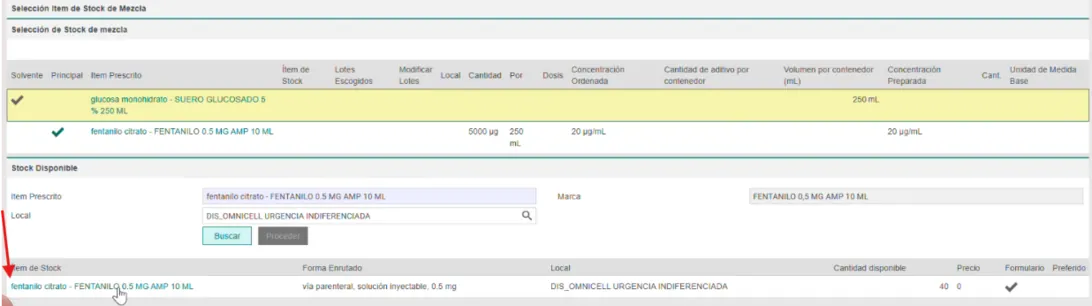 Selección Item de Stock de Mezcla
Selección de Stock de mezcla
Solvente Principal Item Prescrito Ítem de Stock Lotes Escogidos Modificar Lotes Local Cantidad Por Dosis Concentración Ordenada Cantidad de aditivo por contenedor Volumen por contenedor (mL) Concentración Preparada Cant. Unidad de Medida Base
glucosa monohidrato - SUERO GLUCOSADO 5 % 250 ML 250 mL
fentanilo citrato - FENTANILO 0.5 MG AMP 10 ML 5000 µg 250 mL 20 µg/mL 20 µg/mL
Stock Disponible
Item Prescrito fentanilo citrato - FENTANILO 0.5 MG AMP 10 ML Marca FENTANILO 0,5 MG AMP 10 ML
Local DIS_OMNICELL URGENCIA INDIFERENCIADA
Buscar Proceder
Item de Stock Forma Enrutado Local Cantidad disponible Precio Formulario Preferido
fentanilo citrato - FENTANILO 0.5 MG AMP 10 ML vía parenteral, solución inyectable, 0.5 mg DIS_OMNICELL URGENCIA INDIFERENCIADA 40 0